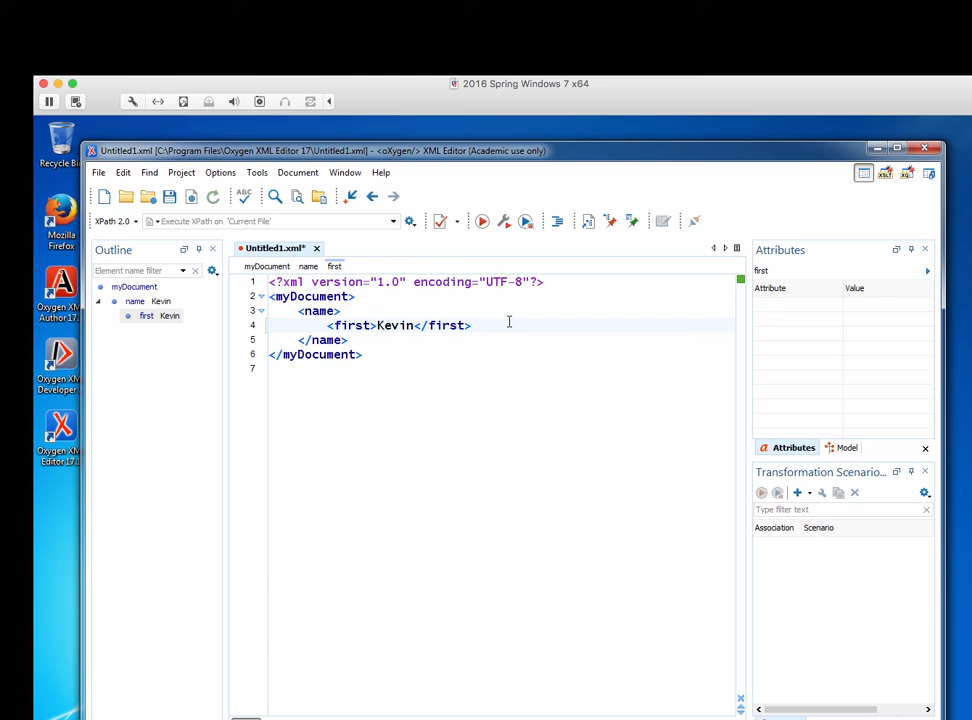 2016 Spring Windows 7 x64
Recycle Bin
Untitled1.xml [C:\Program Files\Oxygen XML Editor 17\Untitled1.xml] - <oXygen/> XML Editor (Academic use only)
File Edit Find Project Options Tools Document Window Help
ABC
XSLT XQ
XPath 2.0 Execute XPath on 'Current File'
Mozilla
Firefox
Outline
Element name filter
myDocument
name Kevin
first Kevin
Untitled1.xml*
myDocument name first
1 <?xml version="1.0" encoding="UTF-8"?>
2 <myDocument>
3 <name>
4 <first>Kevin</first>
5 </name>
6 </myDocument>
7
Attributes
first
Attribute Value
Oxygen XML
Author 17...
Oxygen XML
Developer...
Oxygen XML
Editor 17...
Attributes Model
Transformation Scenario...
Type filter text
Association Scenario